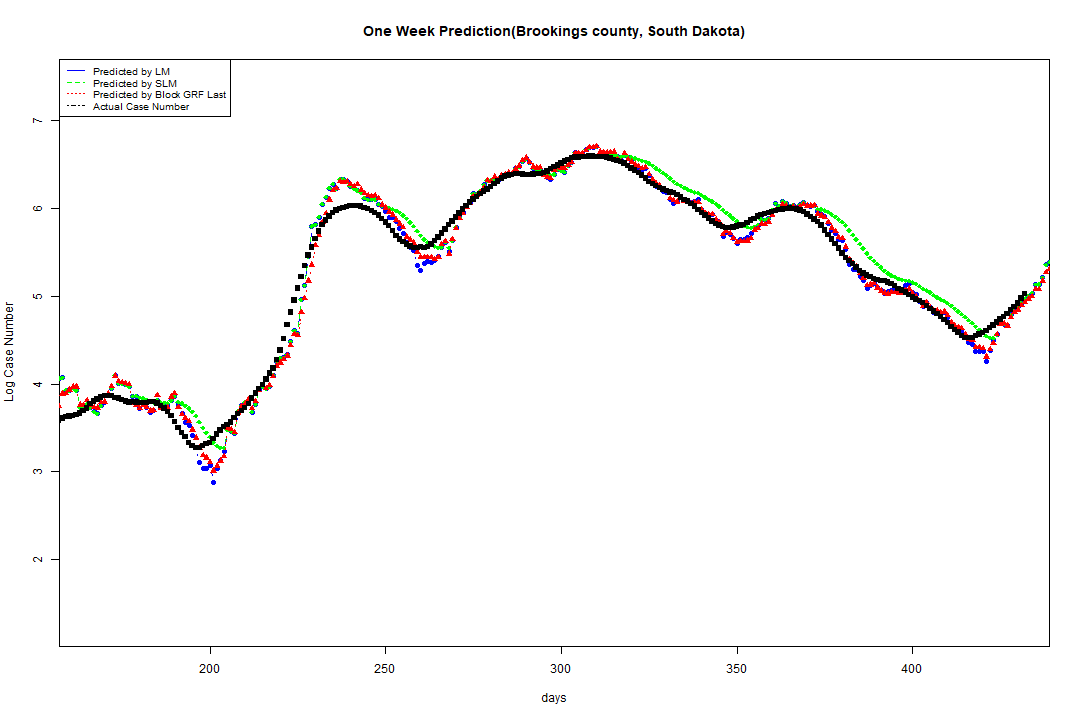 One Week Prediction(Brookings county, South Dakota)
Predicted by LM
Predicted by SLM
Predicted by Block GRF Last
Actual Case Number
7
6
5
4
3
2
Log Case Number
200 250 300 350 400
days